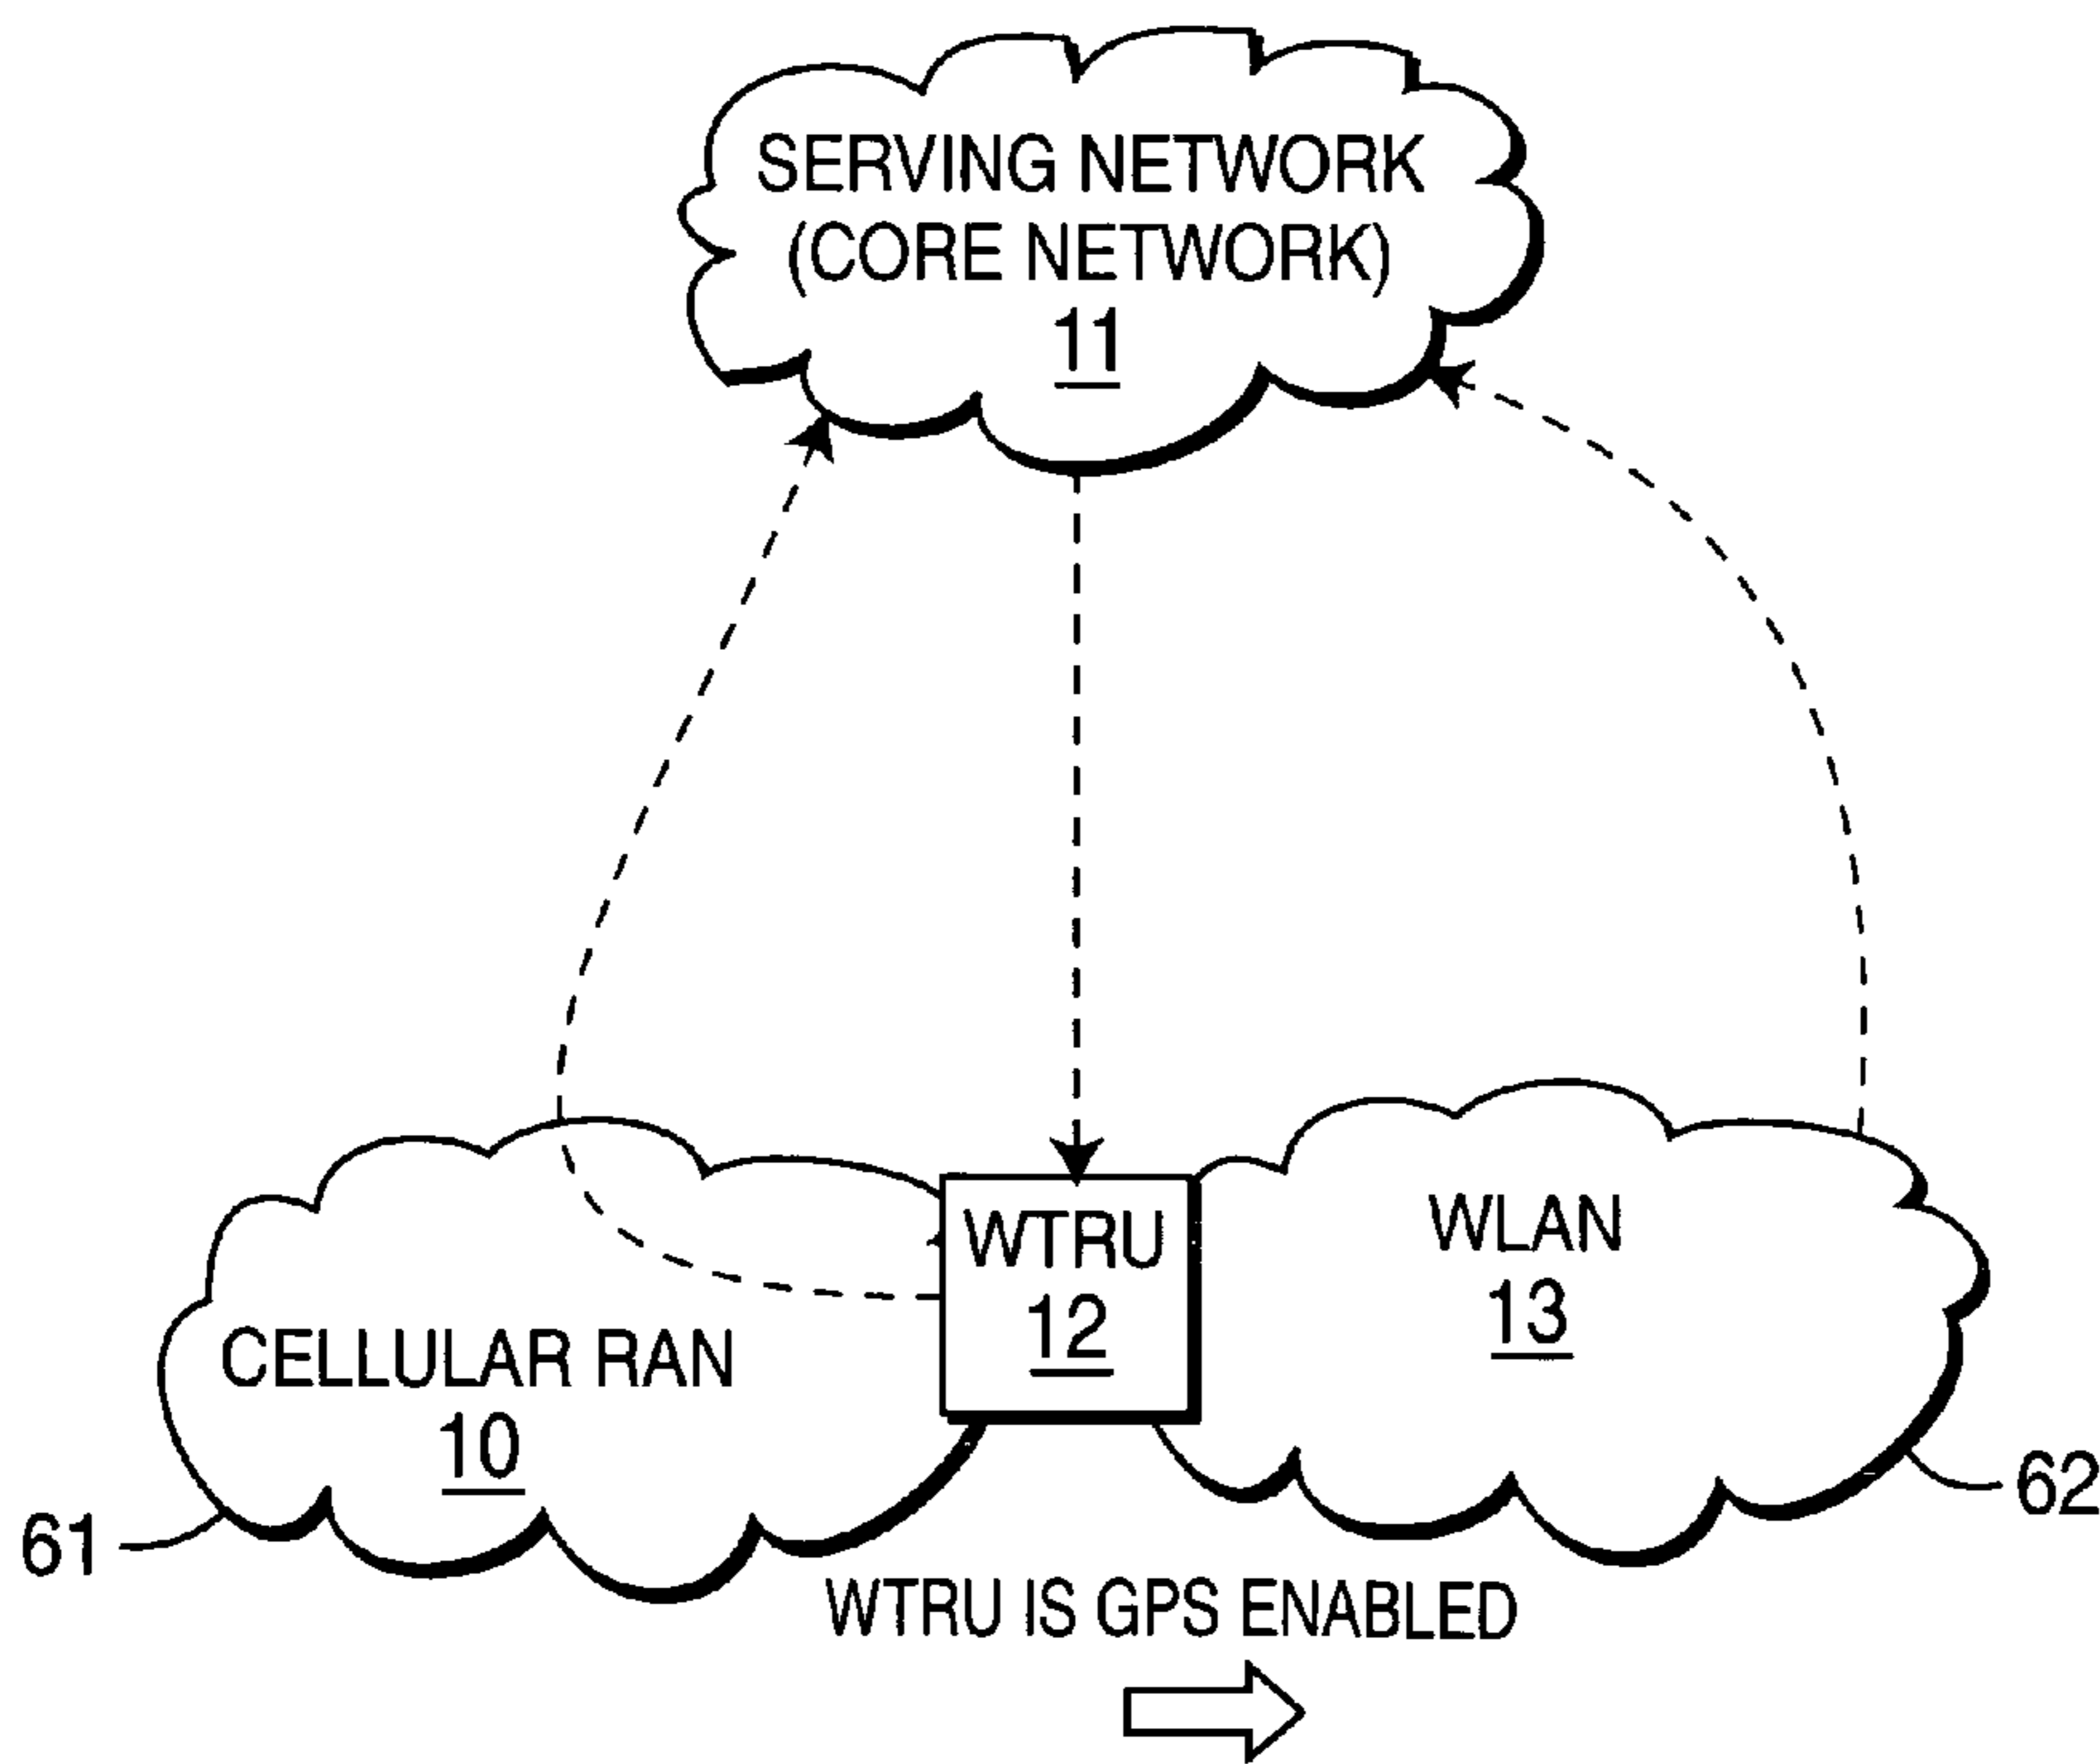 SERVING NETWORK
(CORE NETWORK)
11
WTRU
12
WLAN
13
CELLULAR RAN
10
61
62
WTRU IS GPS ENABLED